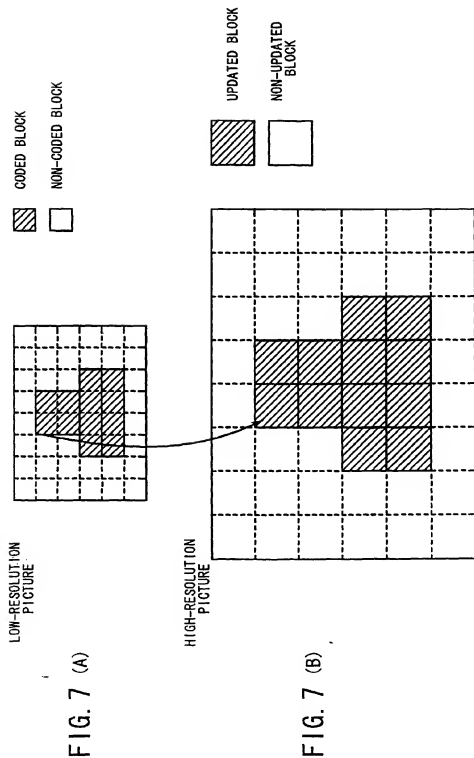 FIG. 7 (A)
LOW-RESOLUTION
PICTURE
CODED BLOCK
NON-CODED BLOCK
FIG. 7 (B)
HIGH-RESOLUTION
PICTURE
UPDATED BLOCK
NON-UPDATED
BLOCK